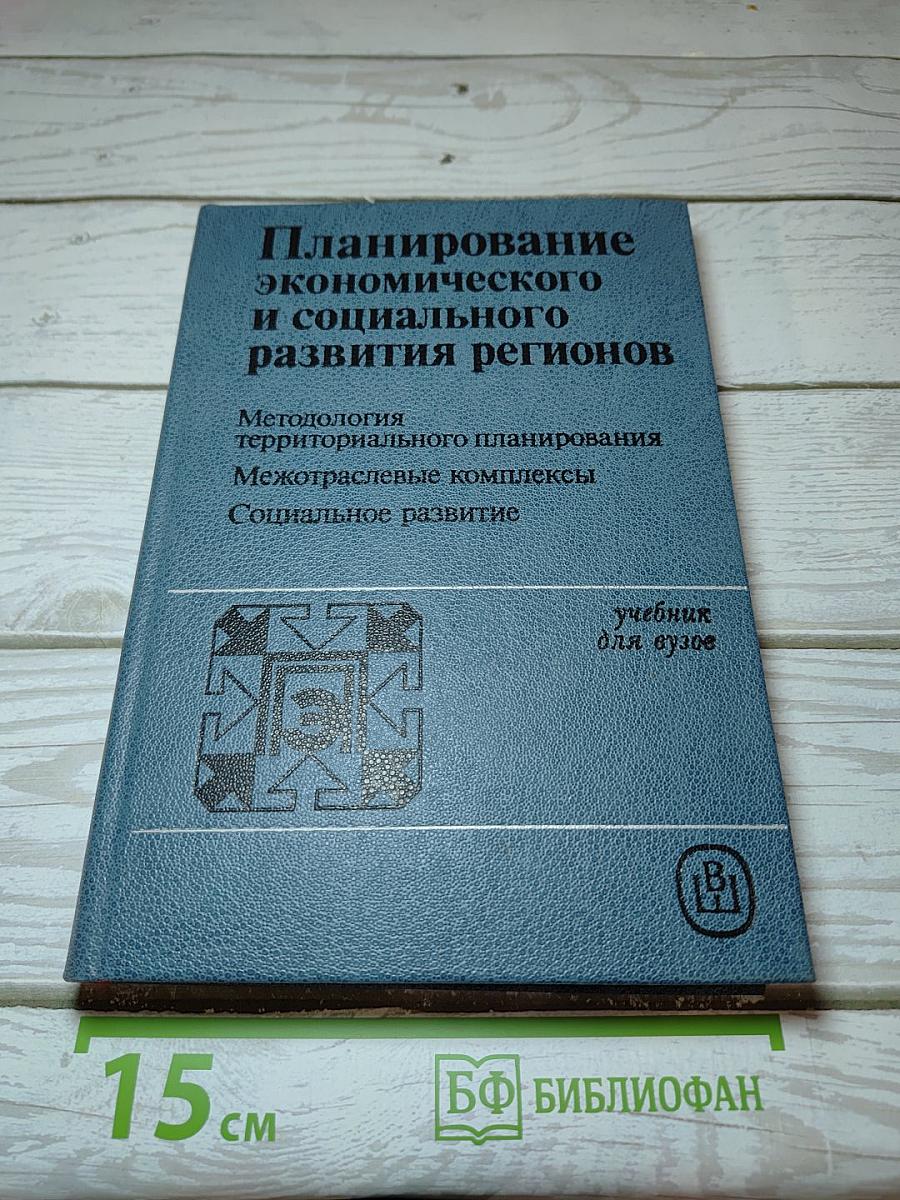 Планирование
экономического
и социального
развития регионов
Методология
территориального планирования
Межотраслевые комплексы
Социальное развитие
учебник
для вузов
Э
ВШ
15 см
БФ БИБЛИОФАН